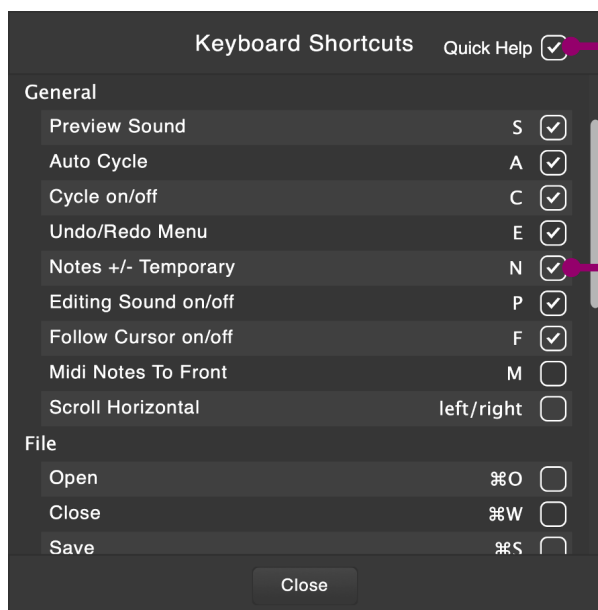 Keyboard Shortcuts Quick Help
General
Preview Sound S
Auto Cycle A
Cycle on/off C
Undo/Redo Menu E
Notes +/- Temporary N
Editing Sound on/off P
Follow Cursor on/off F
Midi Notes To Front M
Scroll Horizontal left/right
File
Open ⌘O
Close ⌘W
Save ⌘S
Close